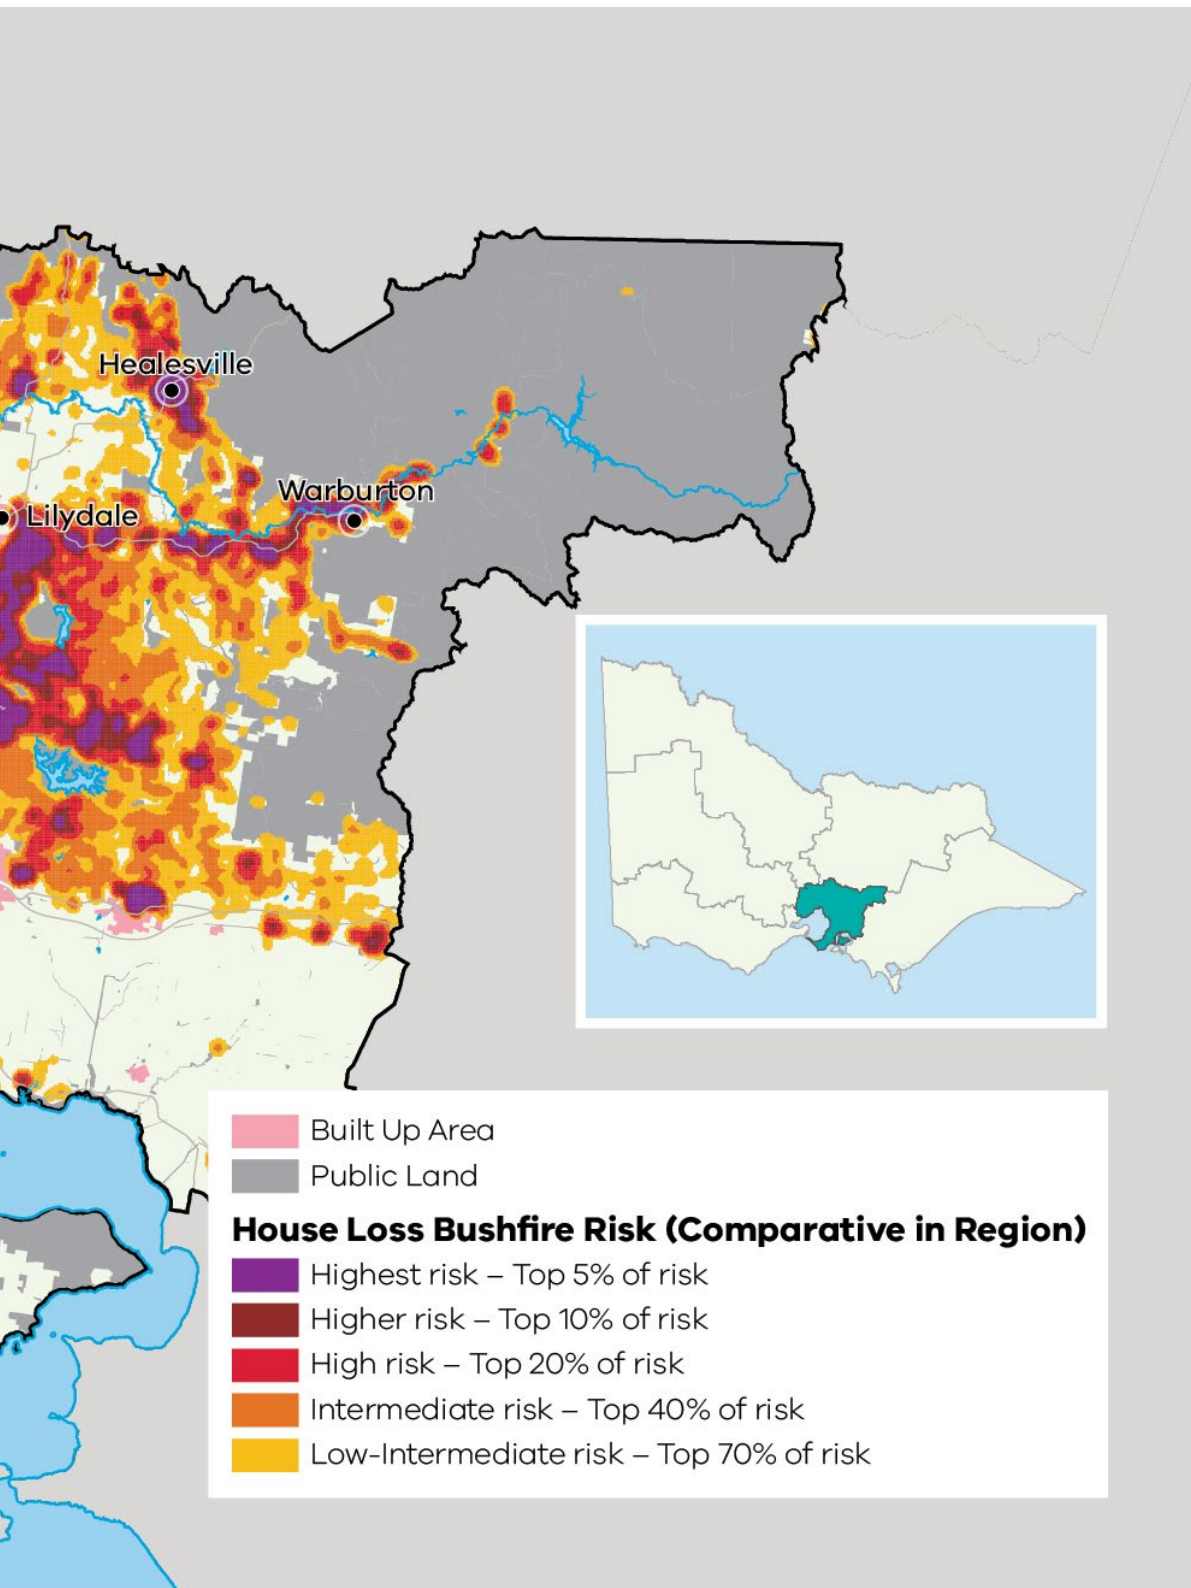 Healesville
Warburton
Lilydale
Built Up Area
Public Land
House Loss Bushfire Risk (Comparative in Region)
Highest risk – Top 5% of risk
Higher risk – Top 10% of risk
High risk – Top 20% of risk
Intermediate risk – Top 40% of risk
Low-Intermediate risk – Top 70% of risk